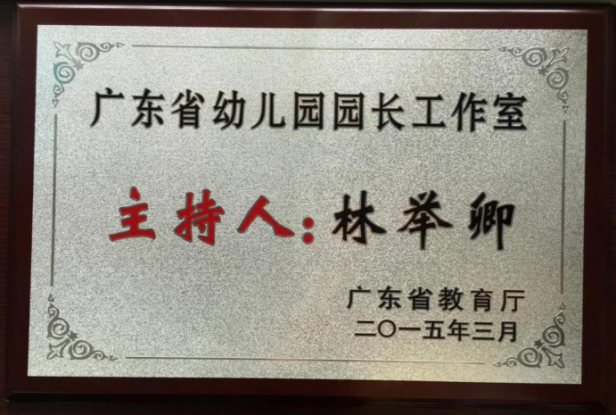 广东省幼儿园园长工作室
主持人:林举卿
广东省教育厅
二〇一五年三月